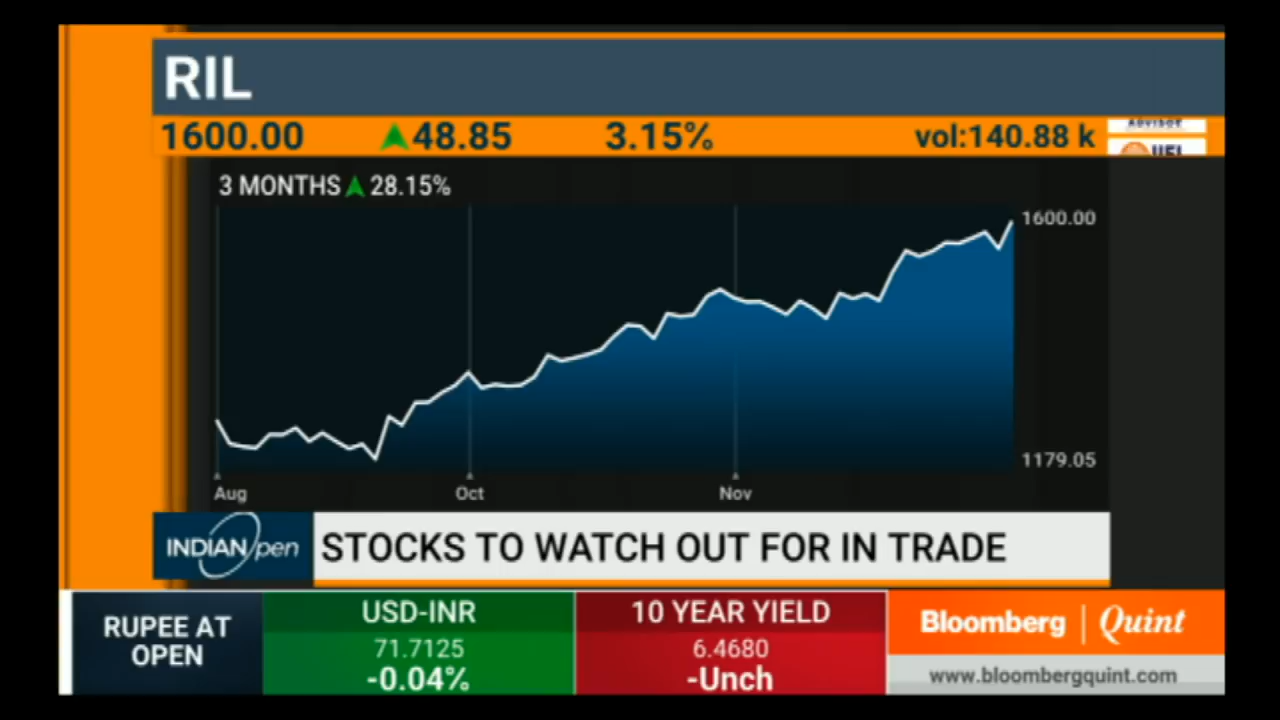 RIL
1600.00 48.85 3.15% vol:140.88 k
3 MONTHS 28.15%
1600.00
1179.05
Aug Oct Nov
INDIAN Open STOCKS TO WATCH OUT FOR IN TRADE
RUPEE AT
OPEN
USD-INR
71.7125
-0.04%
10 YEAR YIELD
6.4680
-Unch
Bloomberg | Quint
www.bloombergquint.com